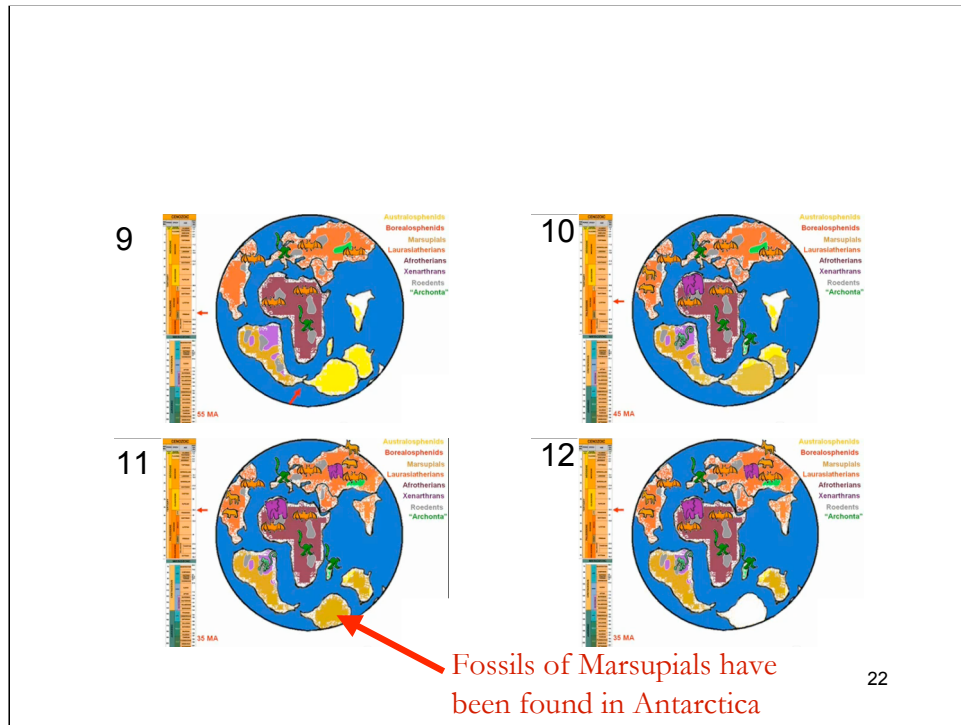 9
Australosphenids
Borealosphenids
Marsupials
Laurasiatherians
Afrotherians
Xenarthrans
Roedents
"Archonta"
55 MA
10
Australosphenids
Borealosphenids
Marsupials
Laurasiatherians
Afrotherians
Xenarthrans
Roedents
"Archonta"
45 MA
11
Australosphenids
Borealosphenids
Marsupials
Laurasiatherians
Afrotherians
Xenarthrans
Roedents
"Archonta"
35 MA
12
Australosphenids
Borealosphenids
Marsupials
Laurasiatherians
Afrotherians
Xenarthrans
Roedents
"Archonta"
35 MA
Fossils of Marsupials have
been found in Antarctica
22